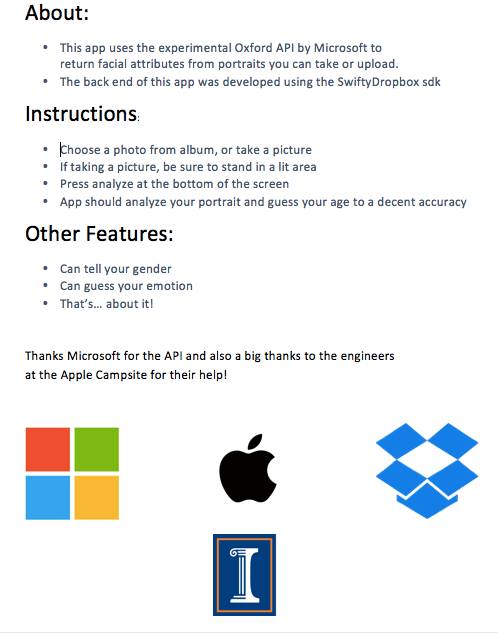 About:
• This app uses the experimental Oxford API by Microsoft to
return facial attributes from portraits you can take or upload.
• The back end of this app was developed using the SwiftyDropbox sdk
Instructions:
• Choose a photo from album, or take a picture
• If taking a picture, be sure to stand in a lit area
• Press analyze at the bottom of the screen
• App should analyze your portrait and guess your age to a decent accuracy
Other Features:
• Can tell your gender
• Can guess your emotion
• That’s... about it!
Thanks Microsoft for the API and also a big thanks to the engineers
at the Apple Campsite for their help!
I